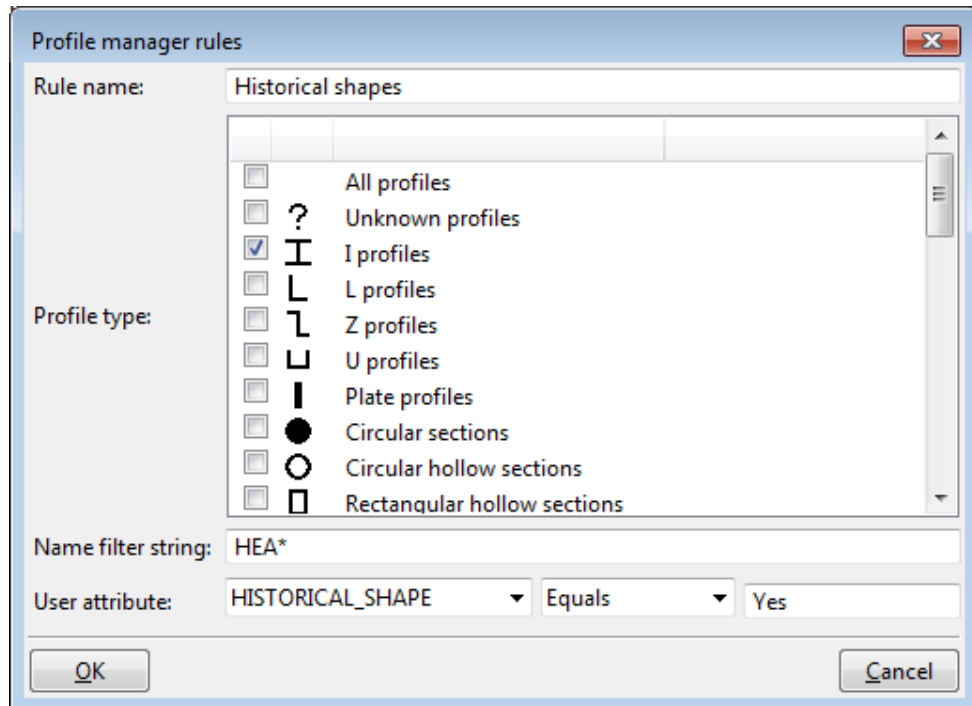 Profile manager rules
Rule name: Historical shapes
All profiles
? Unknown profiles
I profiles
L profiles
Z profiles
U profiles
Profile type:
Plate profiles
Circular sections
Circular hollow sections
Rectangular hollow sections
Name filter string: HEA*
User attribute: HISTORICAL_SHAPE Equals Yes
OK Cancel